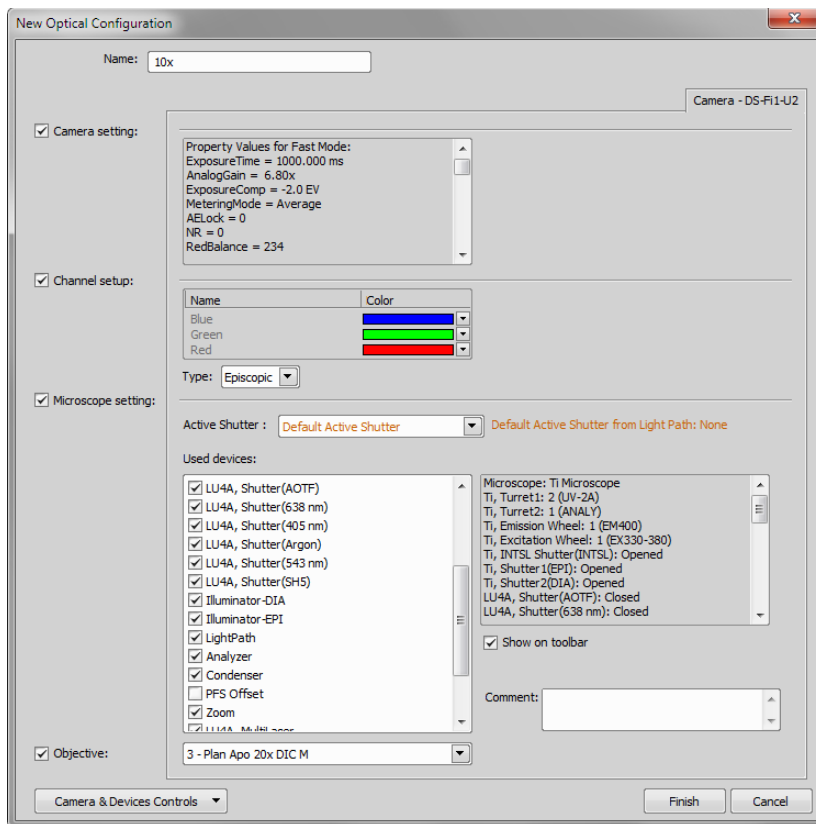 New Optical Configuration
Name: 10x
Camera - DS-Fi1-U2
Camera setting:
Property Values for Fast Mode:
ExposureTime = 1000.000 ms
AnalogGain = 6.80x
ExposureComp = -2.0 EV
MeteringMode = Average
AELock = 0
NR = 0
RedBalance = 234
Channel setup:
Name Color
Blue
Green
Red
Type: Episcopic
Microscope setting:
Active Shutter : Default Active Shutter Default Active Shutter from Light Path: None
Used devices:
LU4A, Shutter(AOTF)
LU4A, Shutter(638 nm)
LU4A, Shutter(405 nm)
LU4A, Shutter(Argon)
LU4A, Shutter(543 nm)
LU4A, Shutter(SH5)
Illuminator-DIA
Illuminator-EPI
LightPath
Analyzer
Condenser
PFS Offset
Zoom
LU4A, MultiLaser
Microscope: Ti Microscope
Ti, Turret1: 2 (UV-2A)
Ti, Turret2: 1 (ANALY)
Ti, Emission Wheel: 1 (EM400)
Ti, Excitation Wheel: 1 (EX330-380)
Ti, INTSL Shutter(INTSL): Opened
Ti, Shutter1(EPI): Opened
Ti, Shutter2(DIA): Opened
LU4A, Shutter(AOTF): Closed
LU4A, Shutter(638 nm): Closed
Show on toolbar
Comment:
Objective: 3 - Plan Apo 20x DIC M
Camera & Devices Controls Finish Cancel